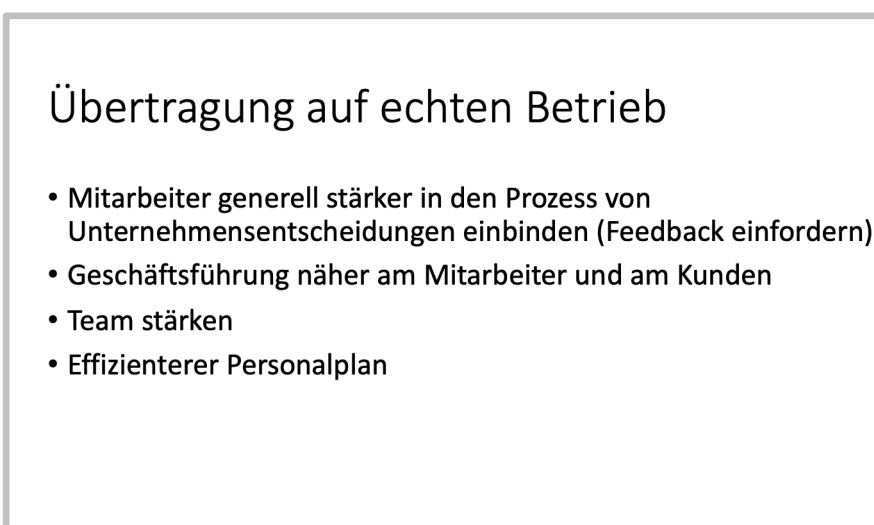 Übertragung auf echten Betrieb
• Mitarbeiter generell stärker in den Prozess von
Unternehmensentscheidungen einbinden (Feedback einfordern)
• Geschäftsführung näher am Mitarbeiter und am Kunden
• Team stärken
• Effizienterer Personalplan